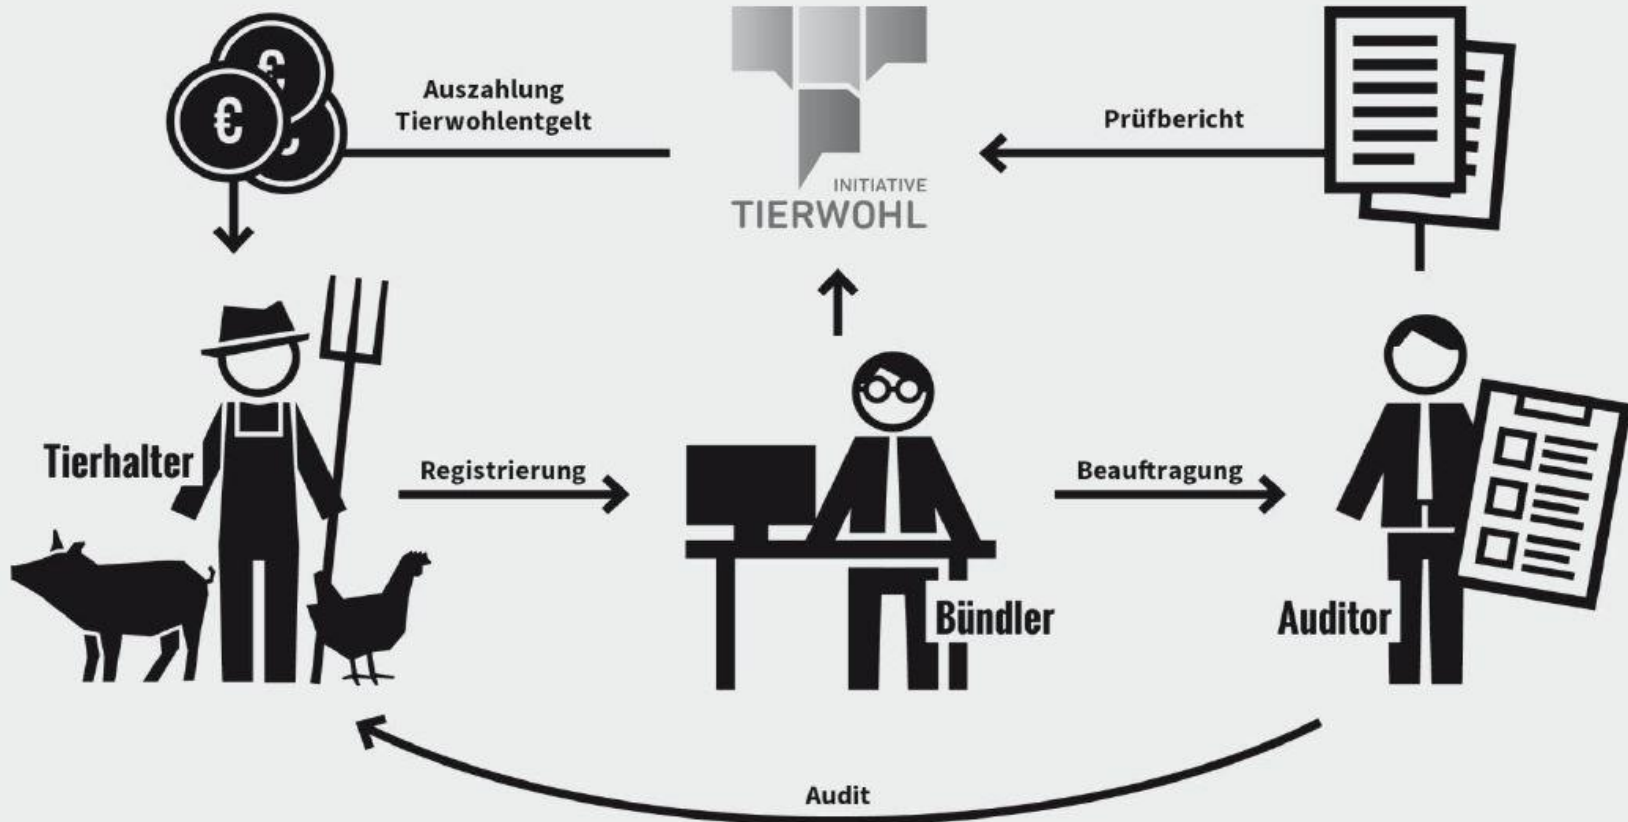 Auszahlung
Tierwohlentgelt
INITIATIVE
TIERWOHL
Prüfbericht
Tierhalter
Registrierung
Bündler
Beauftragung
Auditor
Audit
€
€